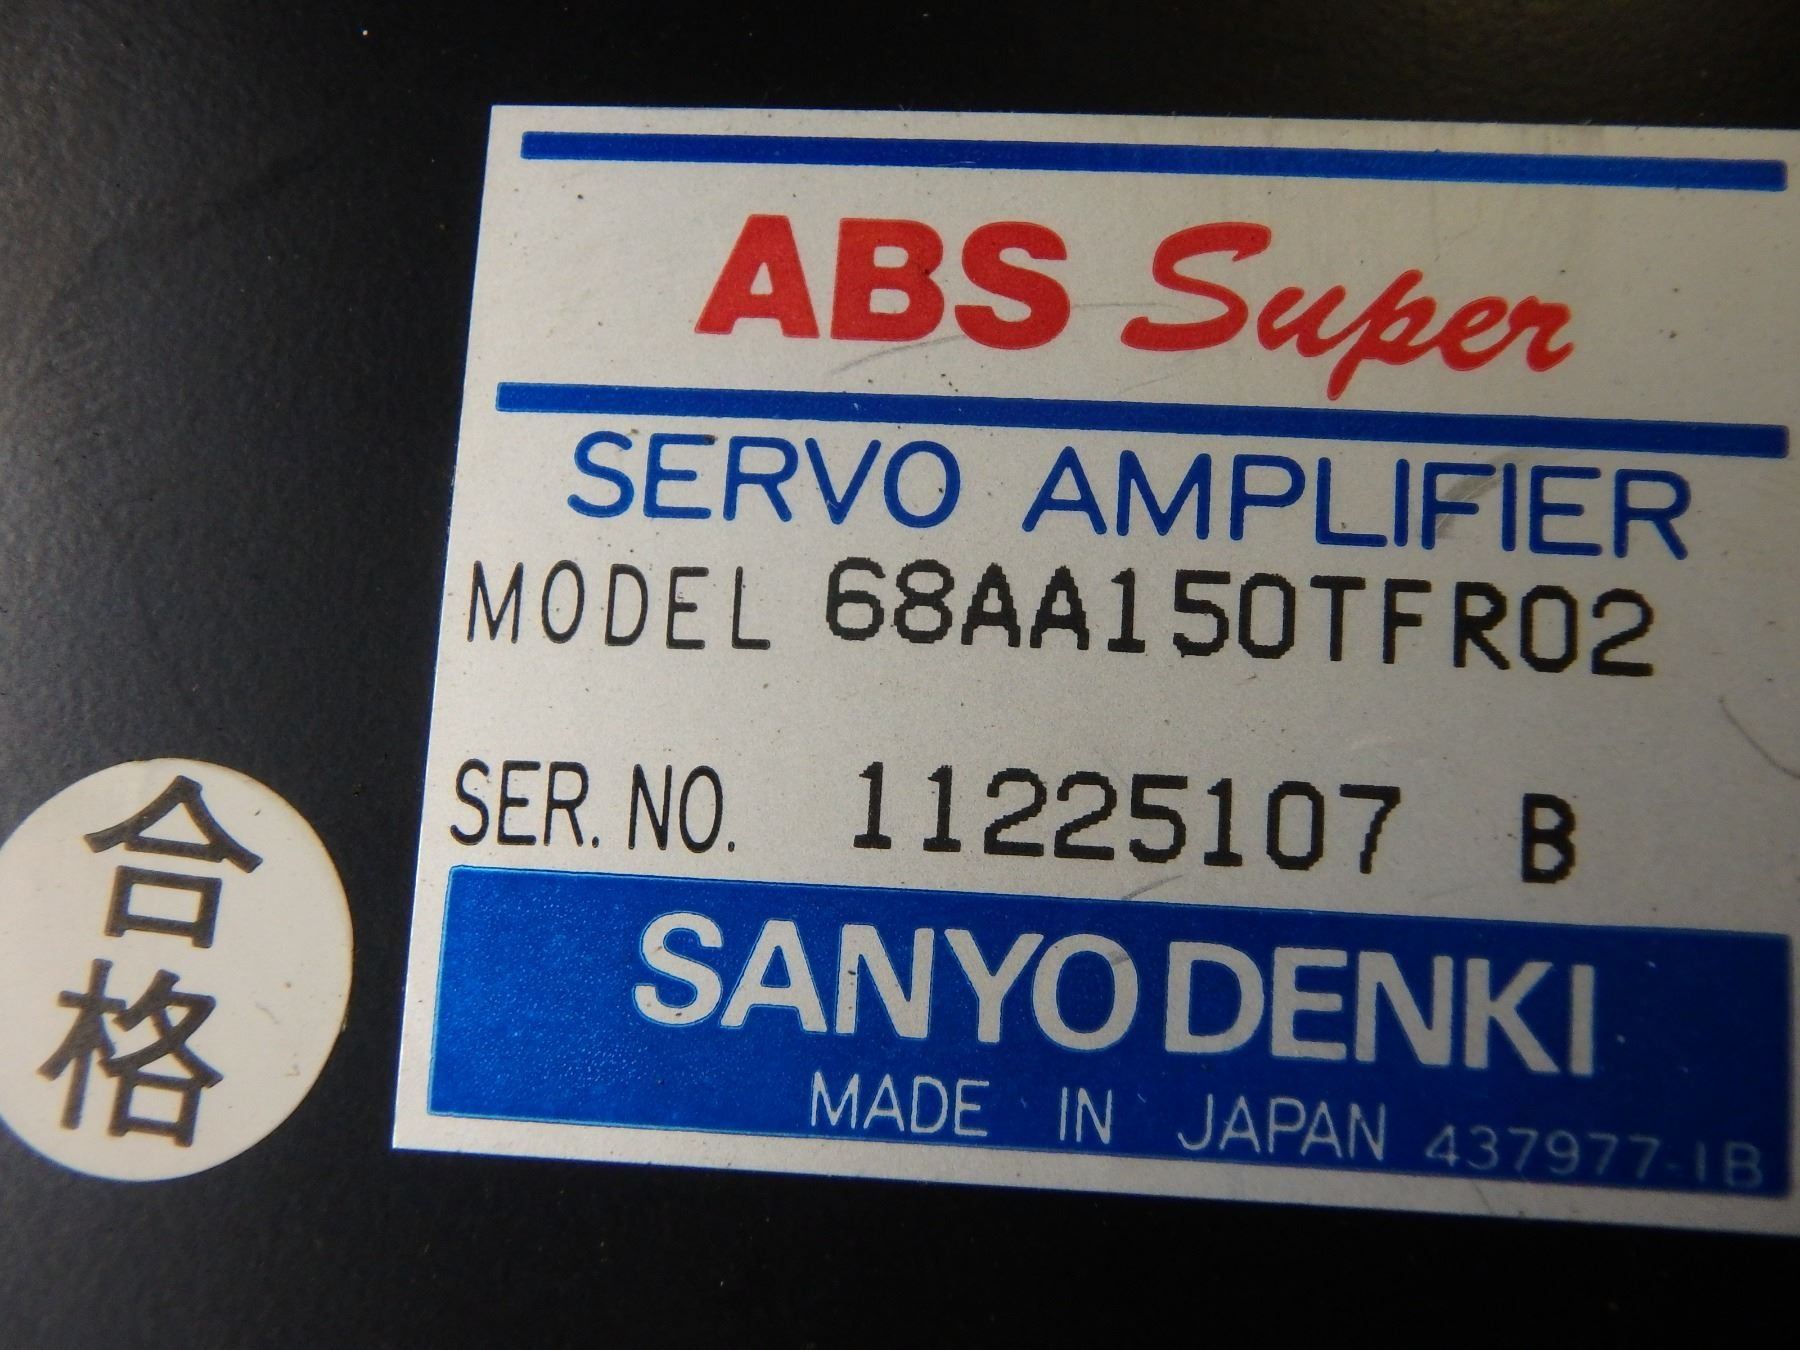 ABS Super
SERVO AMPLIFIER
MODEL 68AA150TFR02
SER. NO. 11225107 B
SANYO DENKI
MADE IN JAPAN 437977-1B
合
格